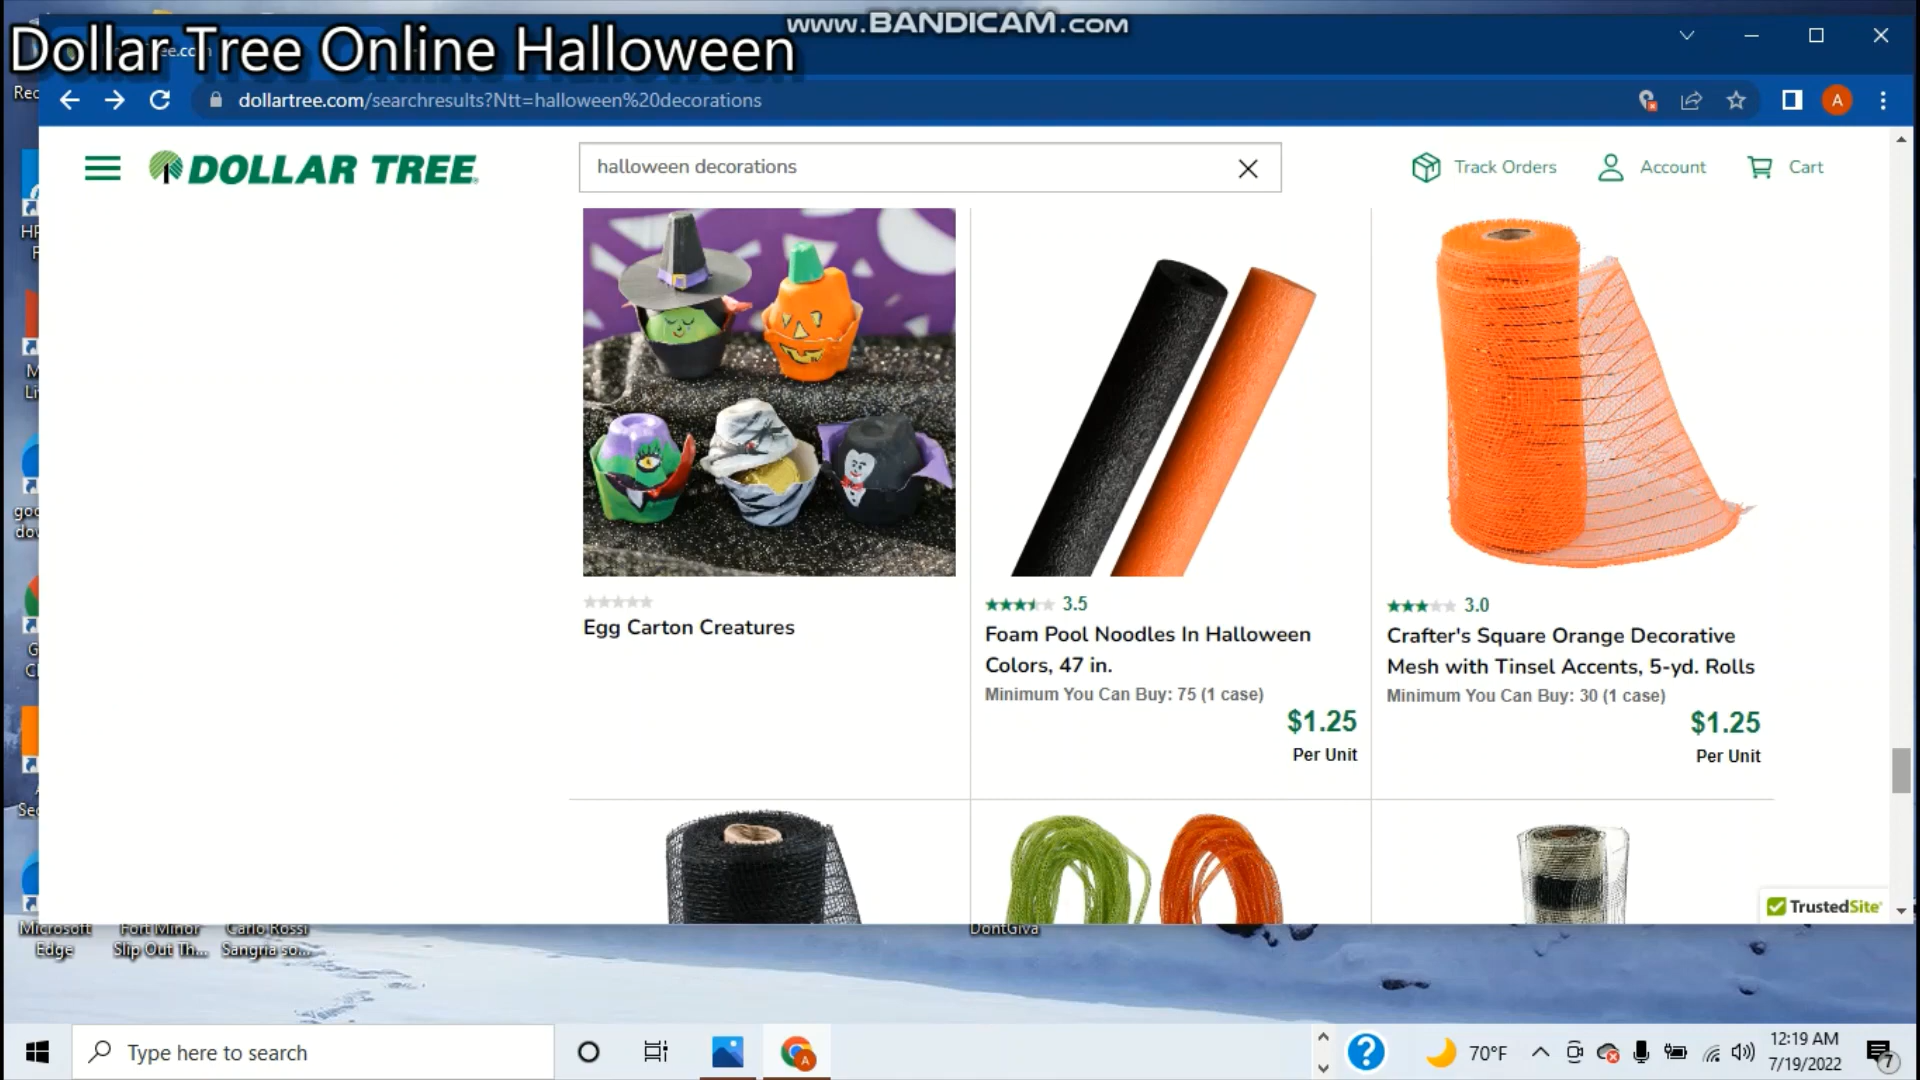 www.BANDICAM.com
Dollar Tree Online Halloween
Rec
dollartree.com/searchresults?Ntt=halloween%20decorations
A
DOLLAR TREE
halloween decorations
Track Orders
Account
Cart
Egg Carton Creatures
3.5
Foam Pool Noodles In Halloween
Colors, 47 in.
Minimum You Can Buy: 75 (1 case)
$1.25
Per Unit
3.0
Crafter's Square Orange Decorative
Mesh with Tinsel Accents, 5-yd. Rolls
Minimum You Can Buy: 30 (1 case)
$1.25
Per Unit
TrustedSite
Microsoft
Edge
Fort Minor
Slip Out Th...
Carlo Rossi
Sangria so...
DontGiva
Type here to search
A
70°F
12:19 AM
7/19/2022
7